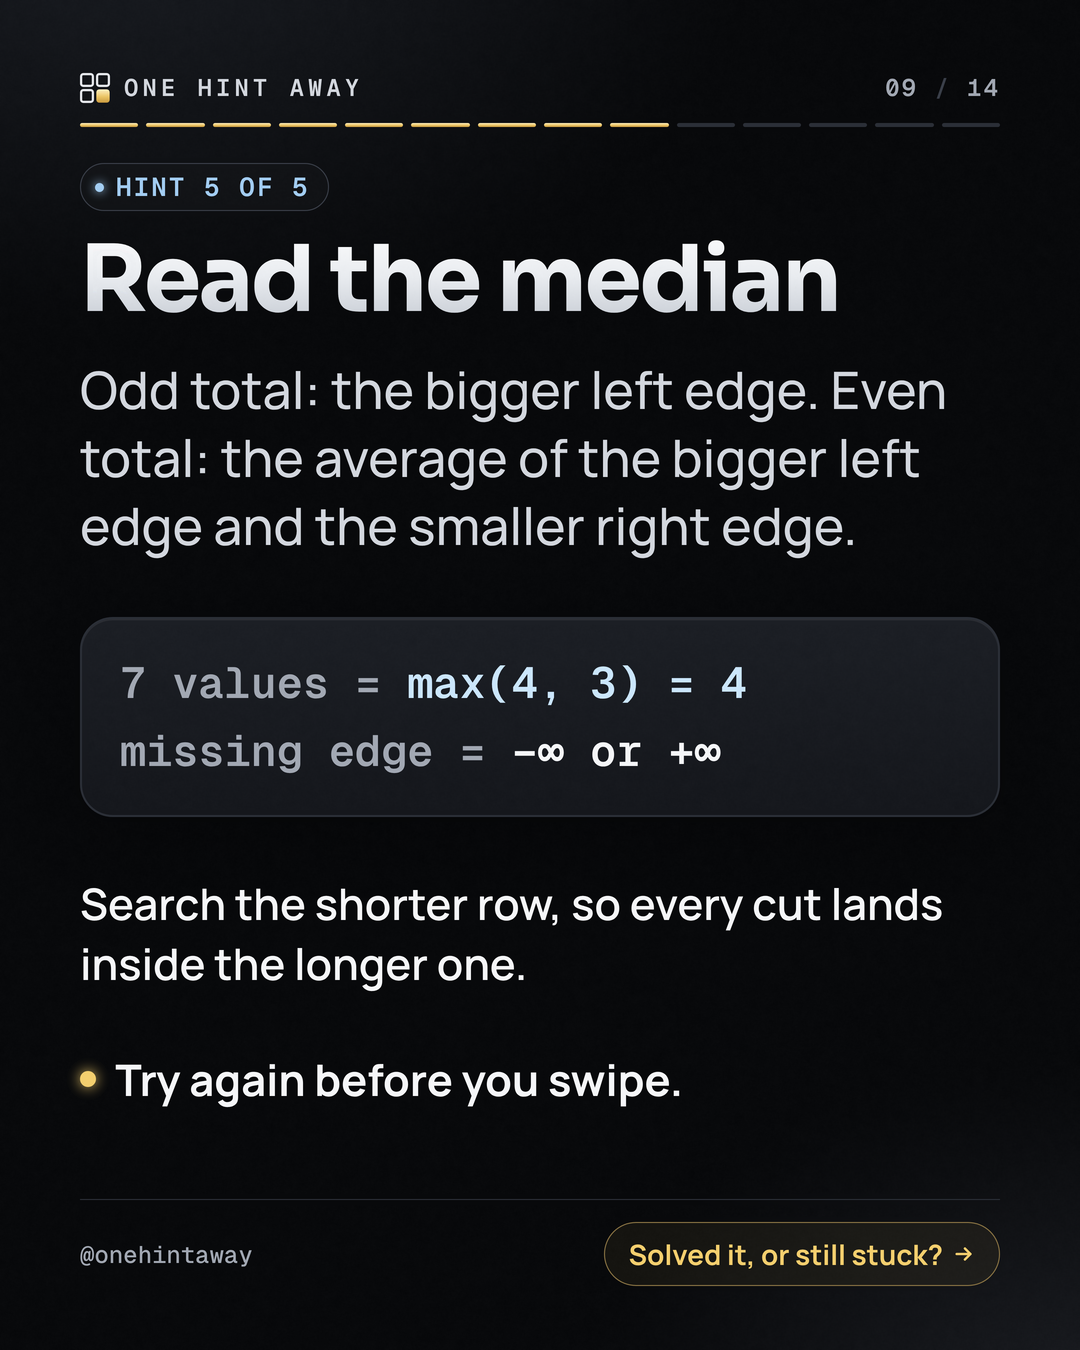 ONE HINT AWAY
09 / 14
HINT 5 OF 5
Read the median
Odd total: the bigger left edge. Even
total: the average of the bigger left
edge and the smaller right edge.
7 values = max(4, 3) = 4
missing edge = −∞ or +∞
Search the shorter row, so every cut lands
inside the longer one.
Try again before you swipe.
@onehintaway
Solved it, or still stuck? →